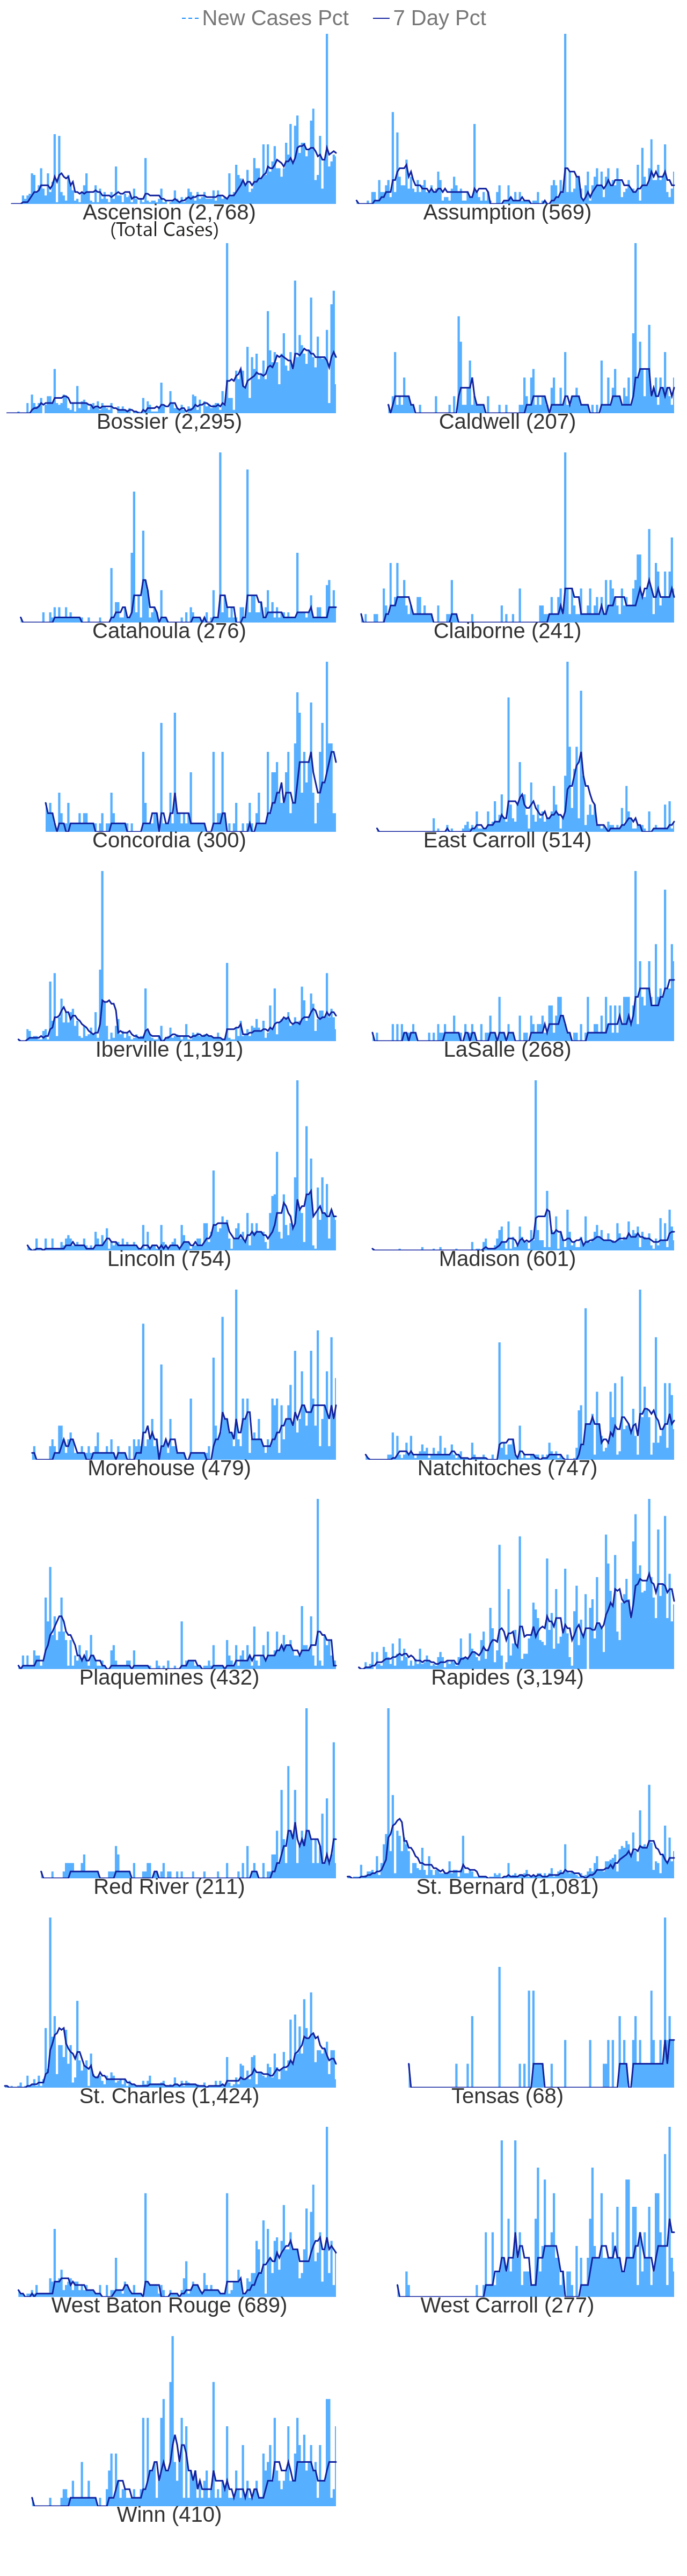 New Cases Pct 7 Day Pct
Ascension (2,768) Assumption (569)
(Total Cases)
Bossier (2,295) Caldwell (207)
Catahoula (276) Claiborne (241)
Concordia (300) East Carroll (514)
Iberville (1,191) LaSalle (268)
Lincoln (754) Madison (601)
Morehouse (479) Natchitoches (747)
Plaquemines (432) Rapides (3,194)
Red River (211) St. Bernard (1,081)
St. Charles (1,424) Tensas (68)
West Baton Rouge (689) West Carroll (277)
Winn (410)